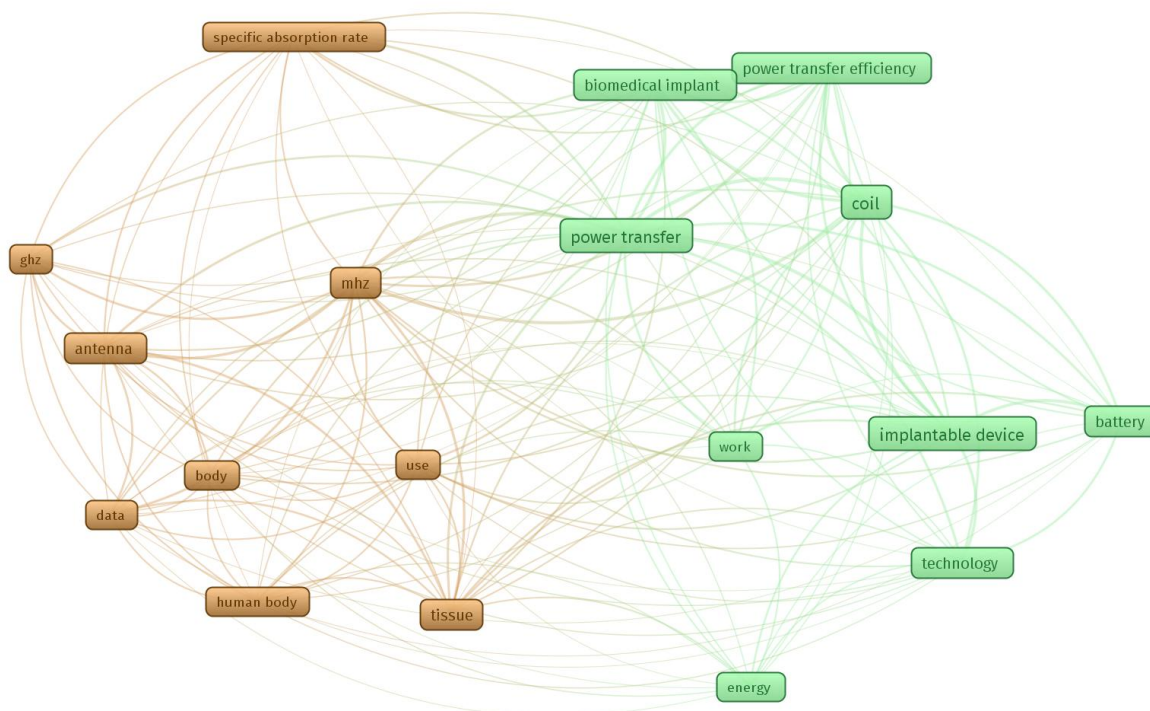 specific absorption rate
power transfer efficiency
biomedical implant
coil
power transfer
ghz
mhz
antenna
battery
implantable device
work
use
body
data
technology
human body
tissue
energy